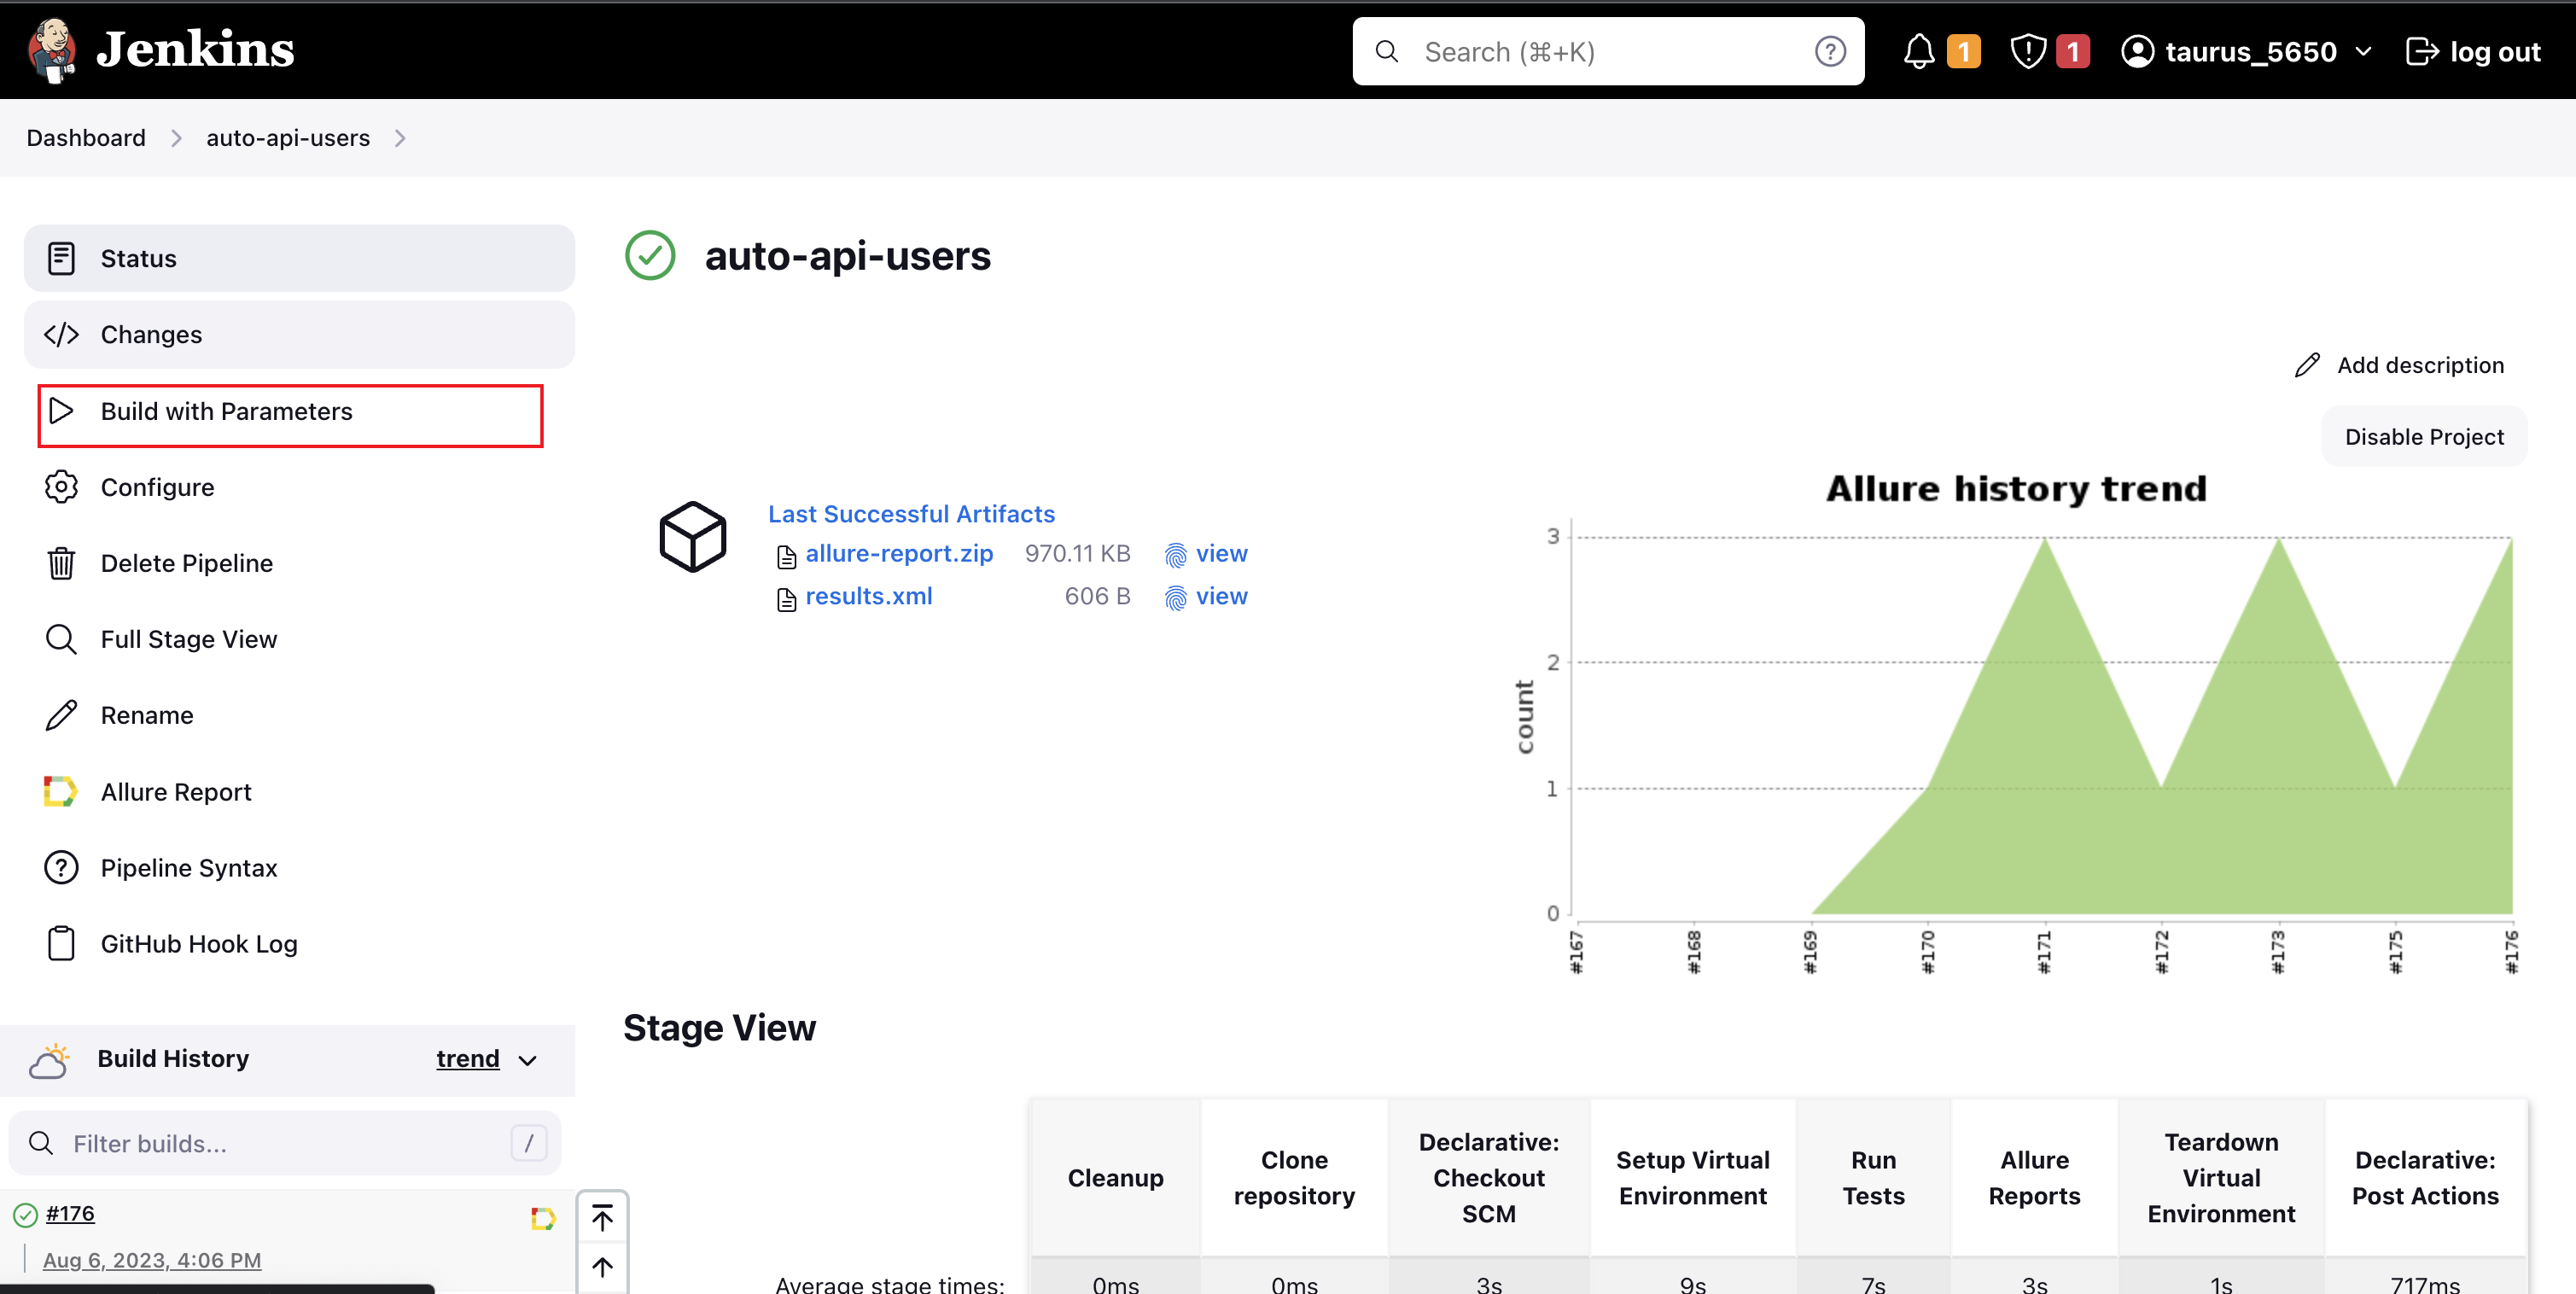 Jenkins
Search (⌘+K)
?
1
1
taurus_5650
log out
Dashboard
auto-api-users
Status
Changes
Build with Parameters
Configure
Delete Pipeline
Full Stage View
Rename
Allure Report
Pipeline Syntax
GitHub Hook Log
auto-api-users
Add description
Disable Project
Last Successful Artifacts
allure-report.zip 970.11 KB view
results.xml 606 B view
Allure history trend
count
3
2
1
0
#167 #168 #169 #170 #171 #172 #173 #175 #176
Build History trend
Filter builds... /
#176
Aug 6, 2023, 4:06 PM
Stage View
Cleanup
Clone
repository
Declarative:
Checkout
SCM
Setup Virtual
Environment
Run
Tests
Allure
Reports
Teardown
Virtual
Environment
Declarative:
Post Actions
Average stage times: 0ms 0ms 3s 9s 7s 3s 1s 717ms